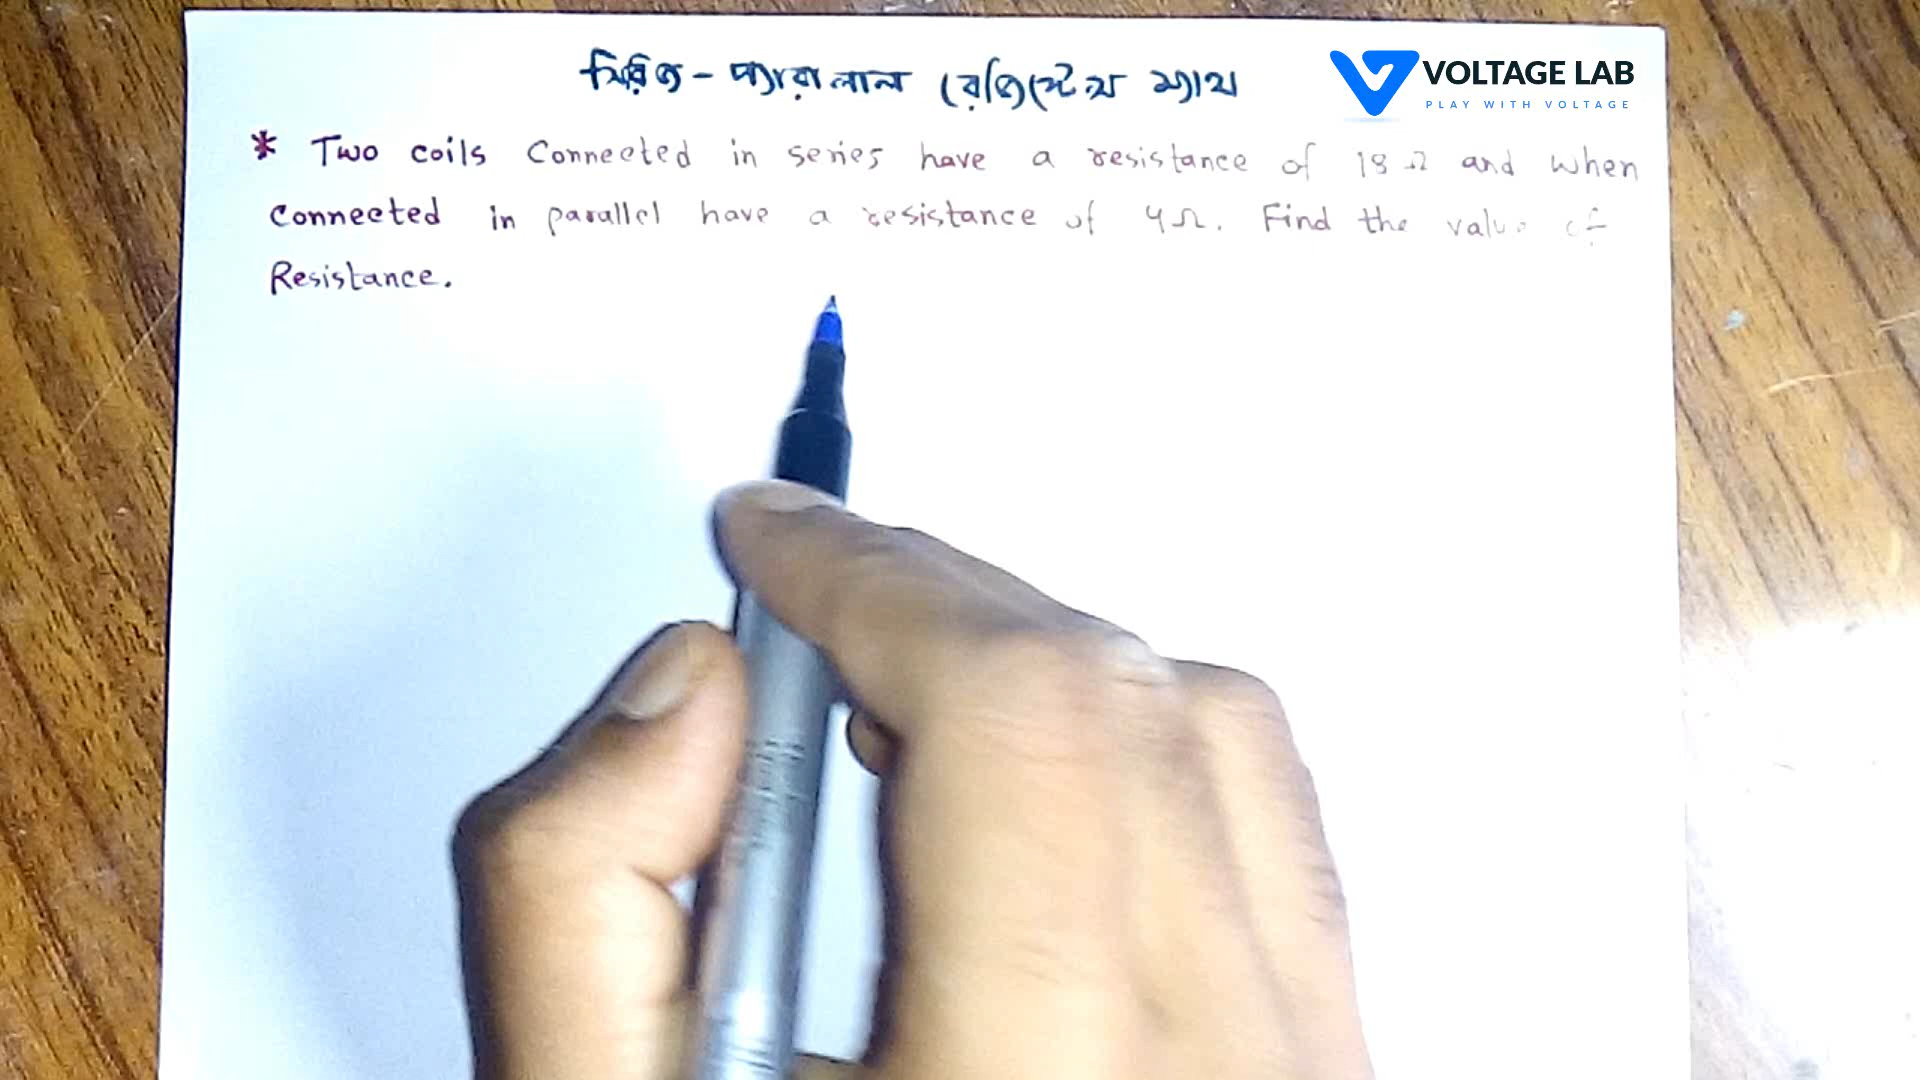 সিরিজ - প্যারালাল রেজিস্টেন্স ম্যাথ
VOLTAGE LAB
PLAY WITH VOLTAGE
* Two coils Connected in series have a resistance of 18 Ω and when
Connected in parallel have a resistance of 4Ω. Find the value of
Resistance.